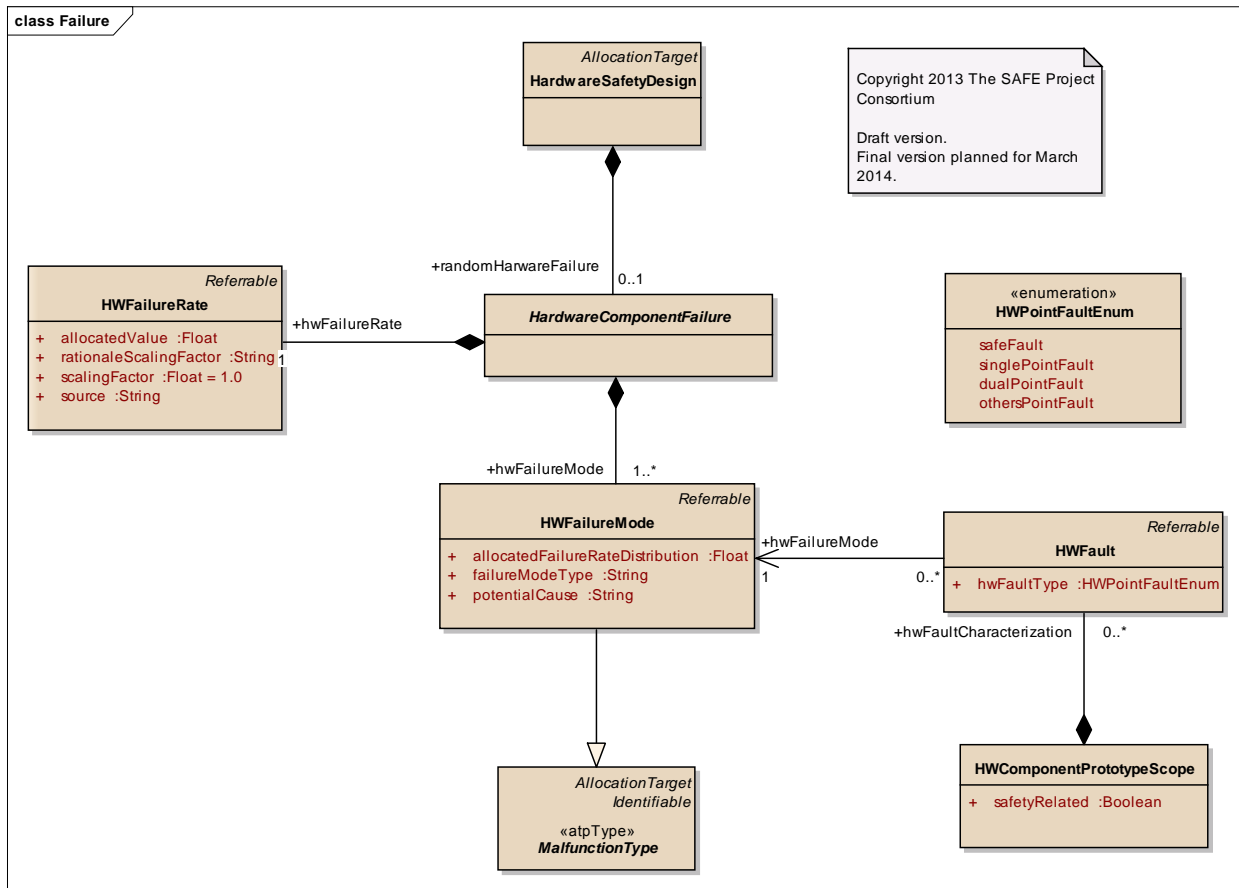 class Failure
AllocationTarget
HardwareSafetyDesign
Copyright 2013 The SAFE Project
Consortium
Draft version.
Final version planned for March
2014.
+randomHarwareFailure
0..1
Referrable
HWFailureRate
+ allocatedValue :Float
+ rationaleScalingFactor :String
+ scalingFactor :Float = 1.0
+ source :String
+hwFailureRate
1
HardwareComponentFailure
«enumeration»
HWPointFaultEnum
safeFault
singlePointFault
dualPointFault
othersPointFault
+hwFailureMode
1..*
Referrable
HWFailureMode
+ allocatedFailureRateDistribution :Float
+ failureModeType :String
+ potentialCause :String
+hwFailureMode
1
0..*
Referrable
HWFault
+ hwFaultType :HWPointFaultEnum
+hwFaultCharacterization
0..*
HWComponentPrototypeScope
+ safetyRelated :Boolean
AllocationTarget
Identifiable
«atpType»
MalfunctionType